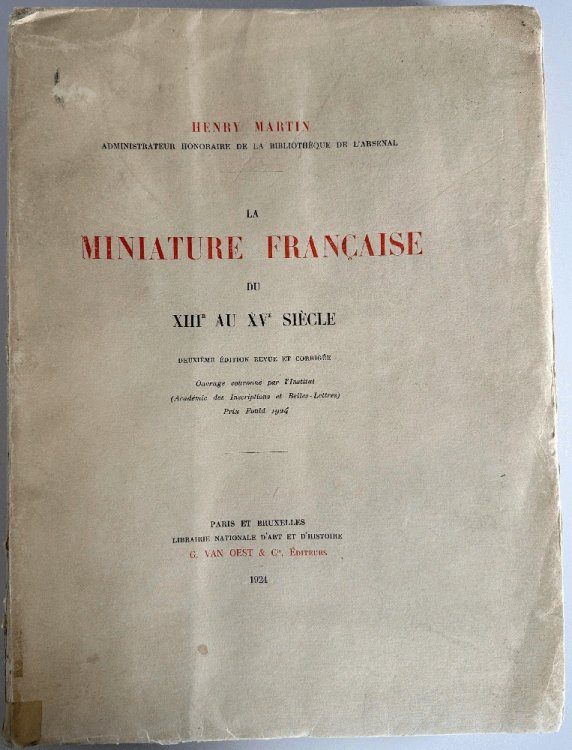 HENRY MARTIN
ADMINISTRATEUR HONORAIRE DE LA BIBLIOTHÈQUE DE L'ARSENAL
LA
MINIATURE FRANÇAISE
DU
XIIIᵉ AU XVᵉ SIÈCLE
DEUXIÈME ÉDITION REVUE ET CORRIGÉE
Ouvrage couronné par l'Institut
(Académie des Inscriptions et Belles-Lettres)
Prix Fould 1924
PARIS ET BRUXELLES
LIBRAIRIE NATIONALE D'ART ET D'HISTOIRE
G. VAN OEST & Cⁱᵉ, ÉDITEURS
1924